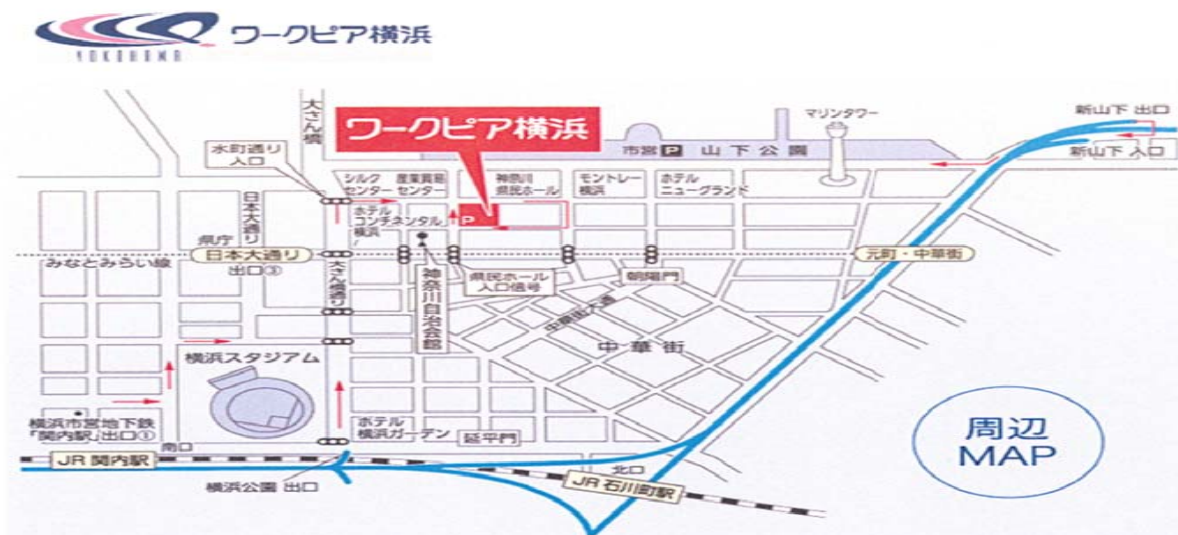 YOKOHAMA
ワークピア横浜
大さん橋
ワークピア横浜
マリンタワー
新山下 出口
新山下 入口
水町通り
入口
市営 P 山下公園
シルク
センター
産業貿易
センター
神奈川
県民ホール
モントレー
横浜
ホテル
ニューグランド
日本大通り
ホテル
コンチネンタル
横浜
P
県庁
日本大通り
出口③
みなとみらい線
元町・中華街
大さん橋通り
神奈川自治会館
県民ホール
入口信号
朝陽門
中華街大通
中華街
横浜スタジアム
横浜市営地下鉄
「関内駅」出口①
ホテル
横浜ガーデン
延平門
南口
JR 関内駅
横浜公園 出口
北口
JR 石川町駅
周辺
MAP